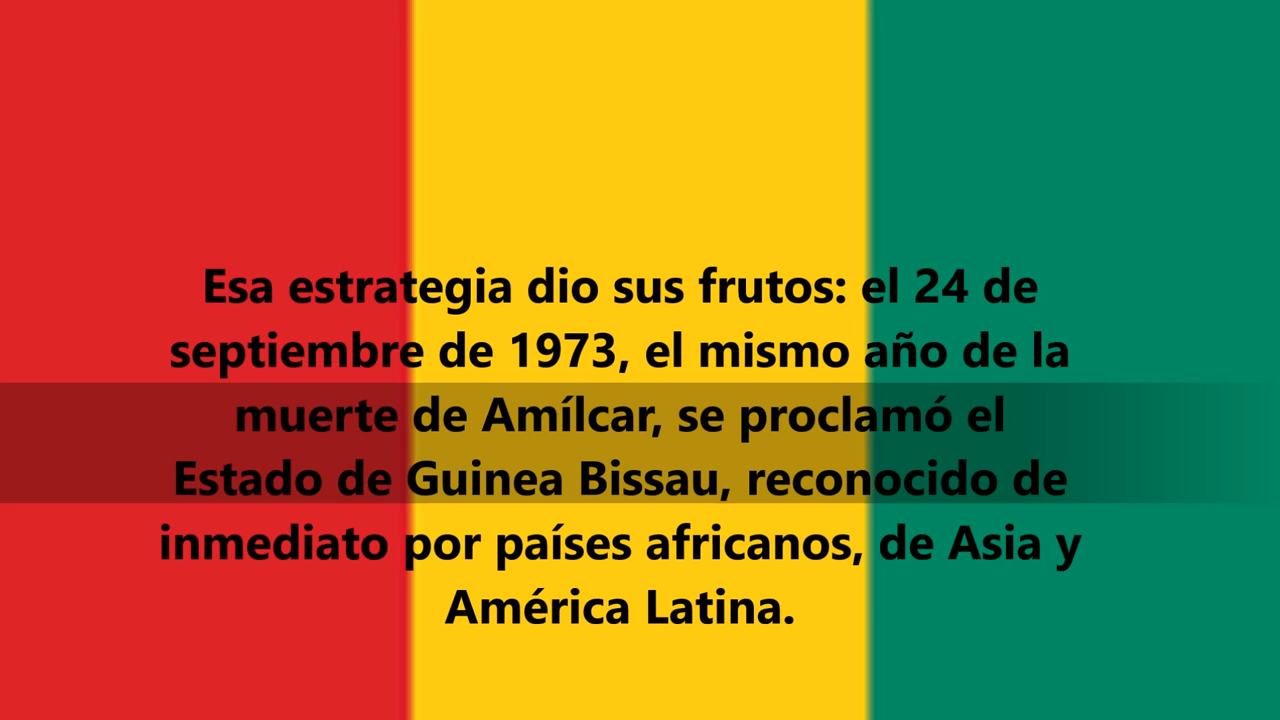 Esa estrategia dio sus frutos: el 24 de
septiembre de 1973, el mismo año de la
muerte de Amílcar, se proclamó el
Estado de Guinea Bissau, reconocido de
inmediato por países africanos, de Asia y
América Latina.